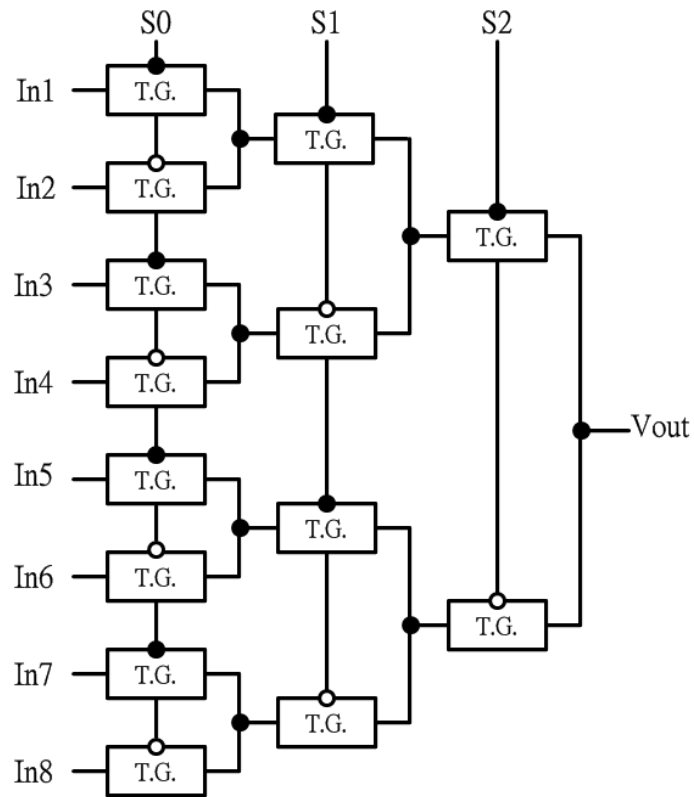 S0 S1 S2
In1 T.G.
T.G.
In2 T.G.
T.G.
In3 T.G.
T.G.
In4 T.G.
Vout
In5 T.G.
T.G.
In6 T.G.
T.G.
In7 T.G.
T.G.
In8 T.G.